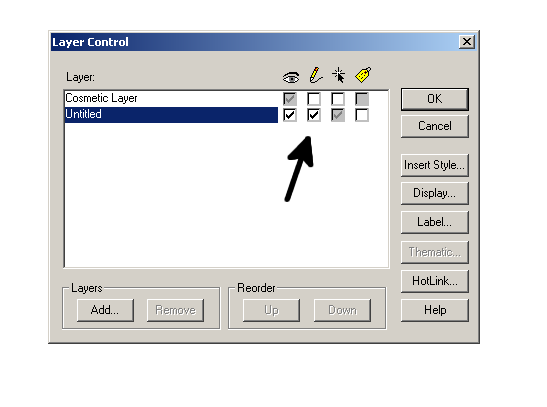 Layer Control
Layer:
Cosmetic Layer
Untitled
OK
Cancel
Insert Style...
Display...
Label...
Thematic...
HotLink...
Help
Layers
Add...
Remove
Reorder
Up
Down